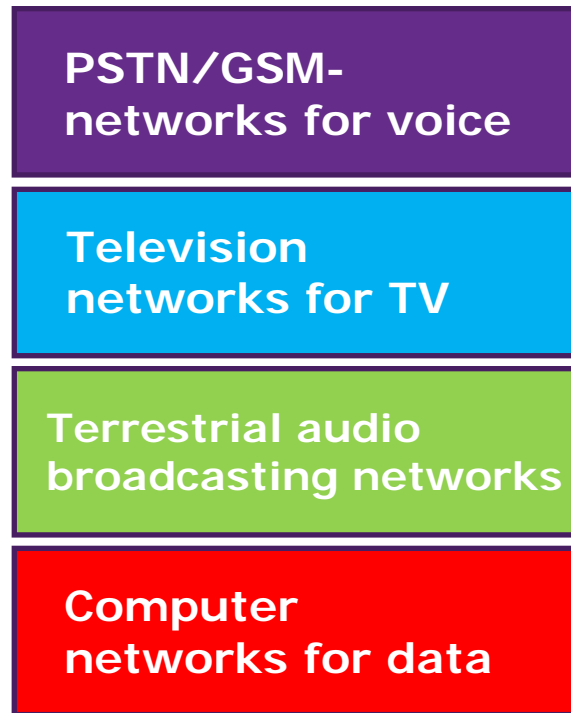 PSTN/GSM-
networks for voice
Television
networks for TV
Terrestrial audio
broadcasting networks
Computer
networks for data